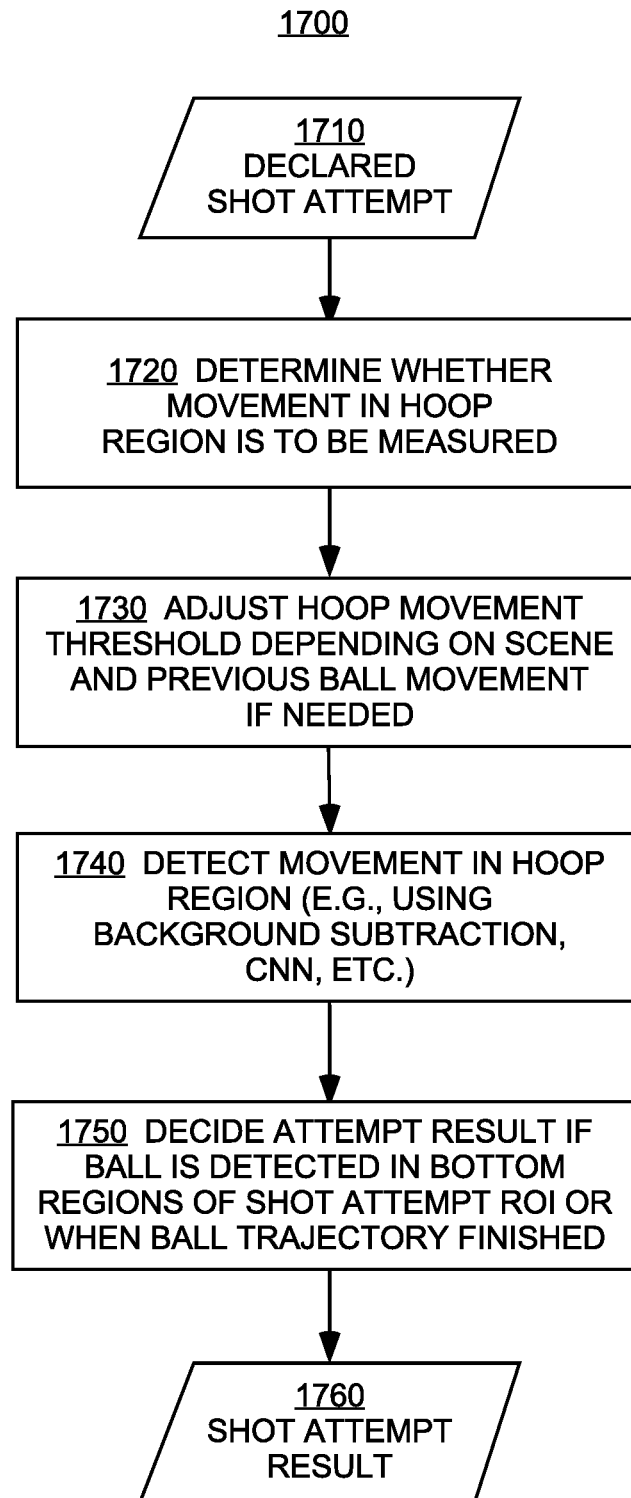 1700
1710
DECLARED
SHOT ATTEMPT
1720 DETERMINE WHETHER
MOVEMENT IN HOOP
REGION IS TO BE MEASURED
1730 ADJUST HOOP MOVEMENT
THRESHOLD DEPENDING ON SCENE
AND PREVIOUS BALL MOVEMENT
IF NEEDED
1740 DETECT MOVEMENT IN HOOP
REGION (E.G., USING
BACKGROUND SUBTRACTION,
CNN, ETC.)
1750 DECIDE ATTEMPT RESULT IF
BALL IS DETECTED IN BOTTOM
REGIONS OF SHOT ATTEMPT ROI OR
WHEN BALL TRAJECTORY FINISHED
1760
SHOT ATTEMPT
RESULT